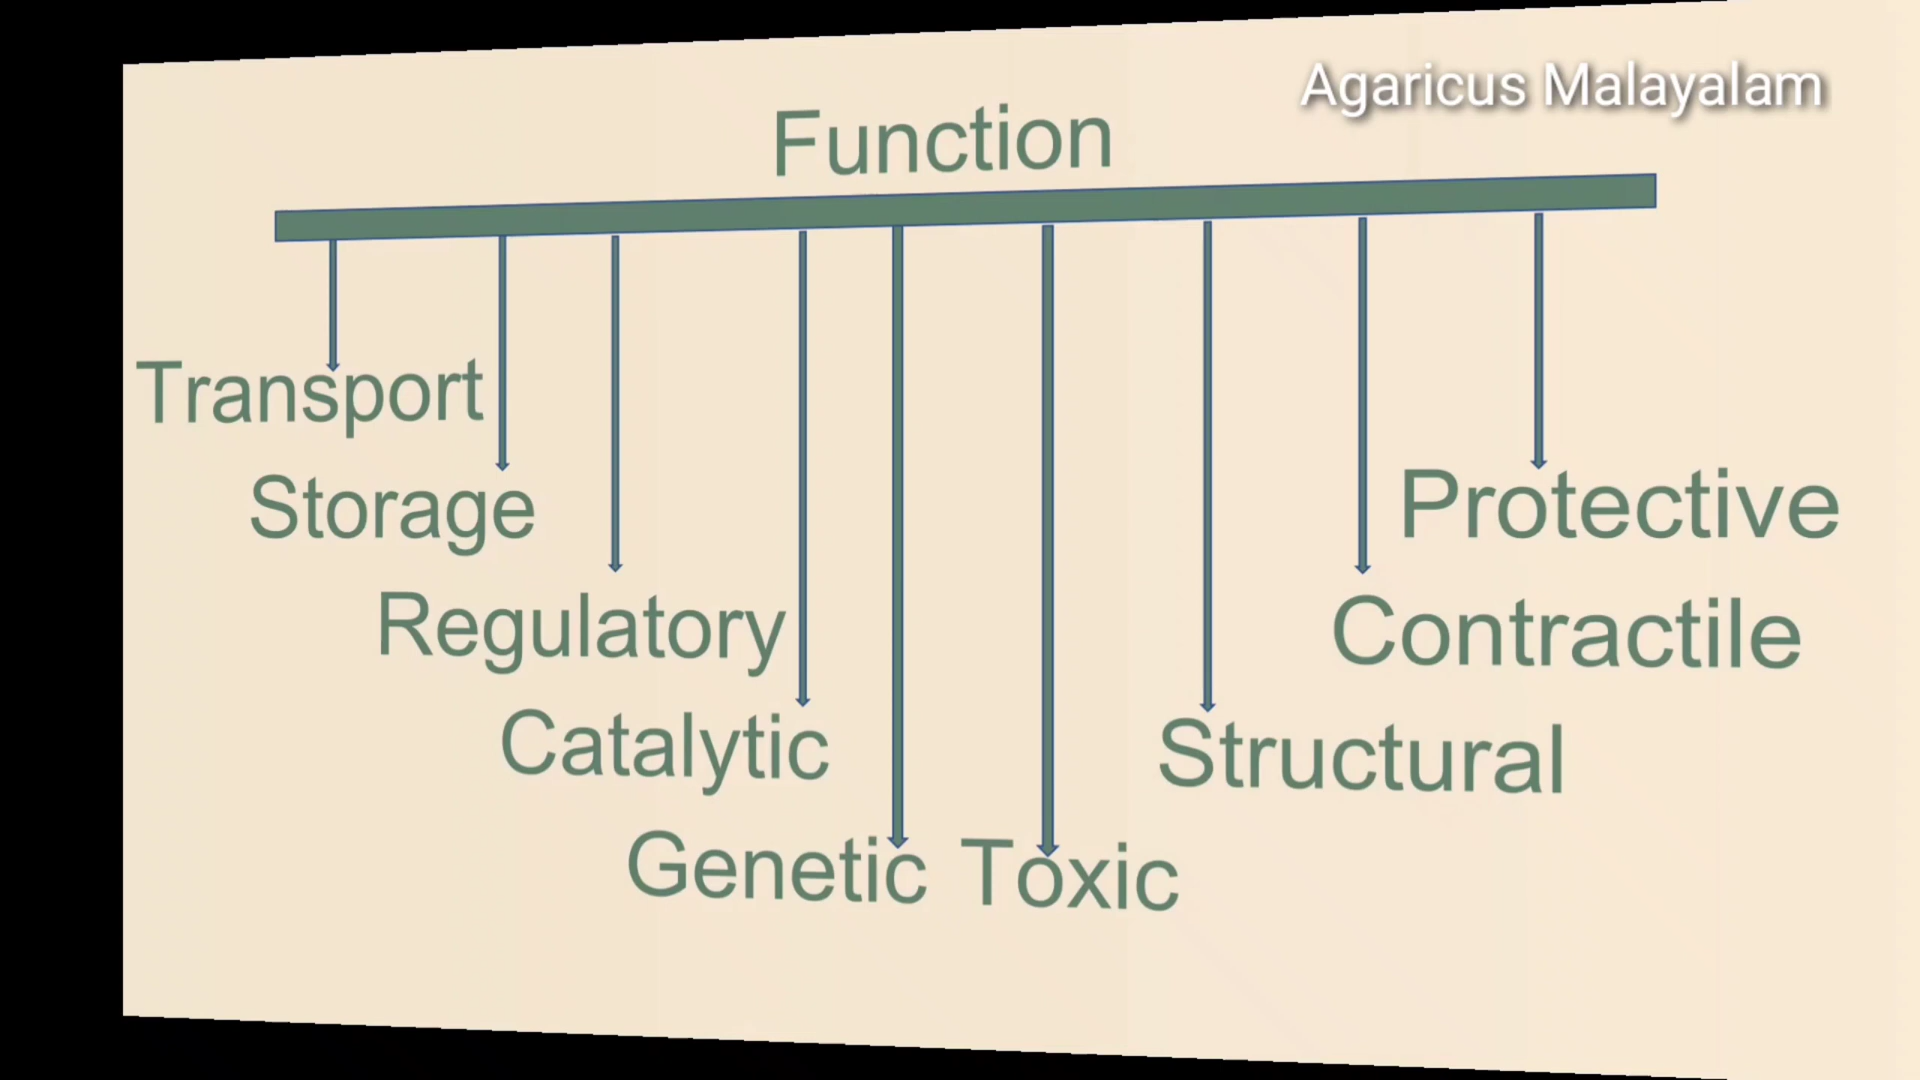 Agaricus Malayalam
Function
Transport
Storage
Regulatory
Catalytic
Genetic
Toxic
Structural
Contractile
Protective